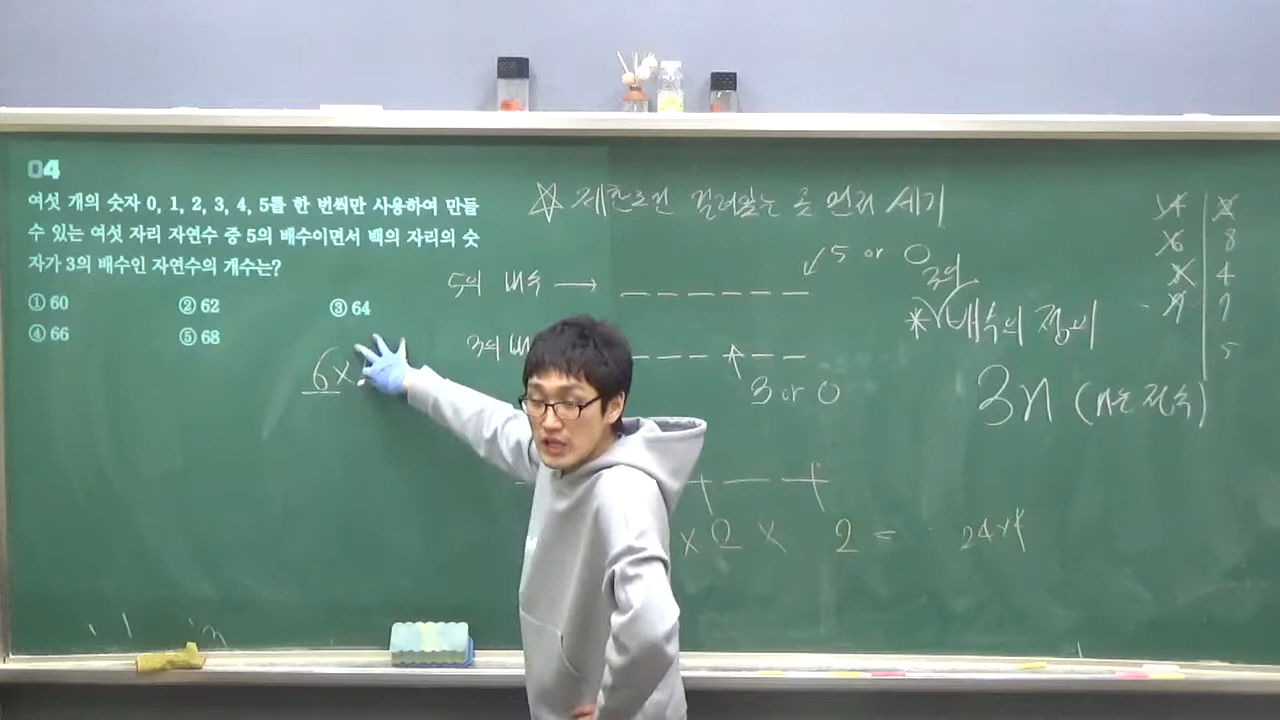 04
여섯 개의 숫자 0, 1, 2, 3, 4, 5를 한 번씩만 사용하여 만들
수 있는 여섯 자리 자연수 중 5의 배수이면서 백의 자리의 숫
자가 3의 배수인 자연수의 개수는?
① 60 ② 62 ③ 64
④ 66 ⑤ 68
☆ 제한조건 걸려있는 곳 먼저 세기
5의 배수 → 5 or 0
3의 배
3 or 0
6×
× 2 × 2 = 24
3의
* 배수의 정의
3n (n은 정수)
8
4
7
5